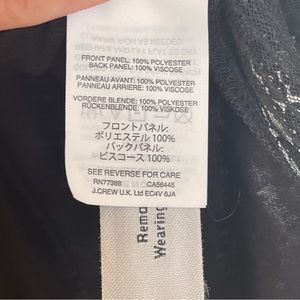 FRONT PANEL: 100% POLYESTER
BACK PANEL: 100% VISCOSE
PANNEAU AVANT: 100% POLYESTER
PANNEAU ARRIERE: 100% VISCOSE
VORDERE BLENDE: 100% POLYESTER
RÜCKENBLENDE: 100% VISKOSE
フロントパネル:
ポリエステル 100%
バックパネル:
ビスコース 100%
SEE REVERSE FOR CARE
RN77388 CA56445
J.CREW U.K. Ltd EC4V 6JA
Remo
Wearing